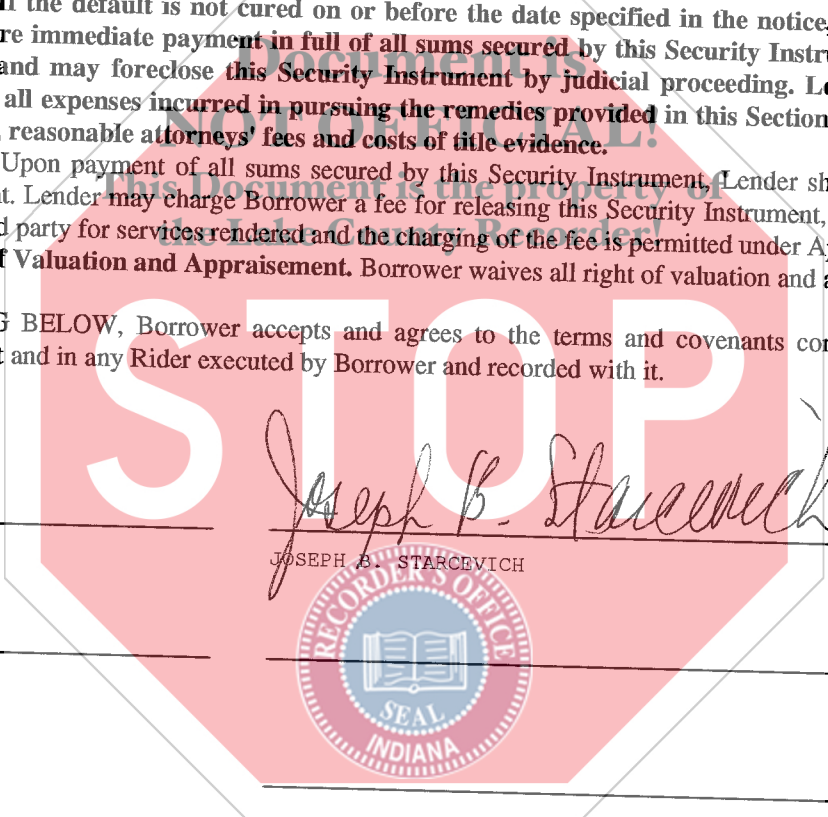 the default is not cured on or before the date specified in the notice,
re immediate payment in full of all sums secured by this Security Instr
and may foreclose this Security Instrument by judicial proceeding. Le
all expenses incurred in pursuing the remedies provided in this Section
reasonable attorneys' fees and costs of title evidence.
Upon payment of all sums secured by this Security Instrument, Lender sh
t. Lender may charge Borrower a fee for releasing this Security Instrument,
d party for services rendered and the charging of the fee is permitted under A
f Valuation and Appraisement. Borrower waives all right of valuation and a
G BELOW, Borrower accepts and agrees to the terms and covenants con
t and in any Rider executed by Borrower and recorded with it.
Document is
NOT OFFICIAL!
This Document is the property of
the Lake County Recorder!
STOP
Joseph B. Starcevich
JOSEPH B. STARCEVICH
RECORDER'S OFFICE
SEAL
INDIANA